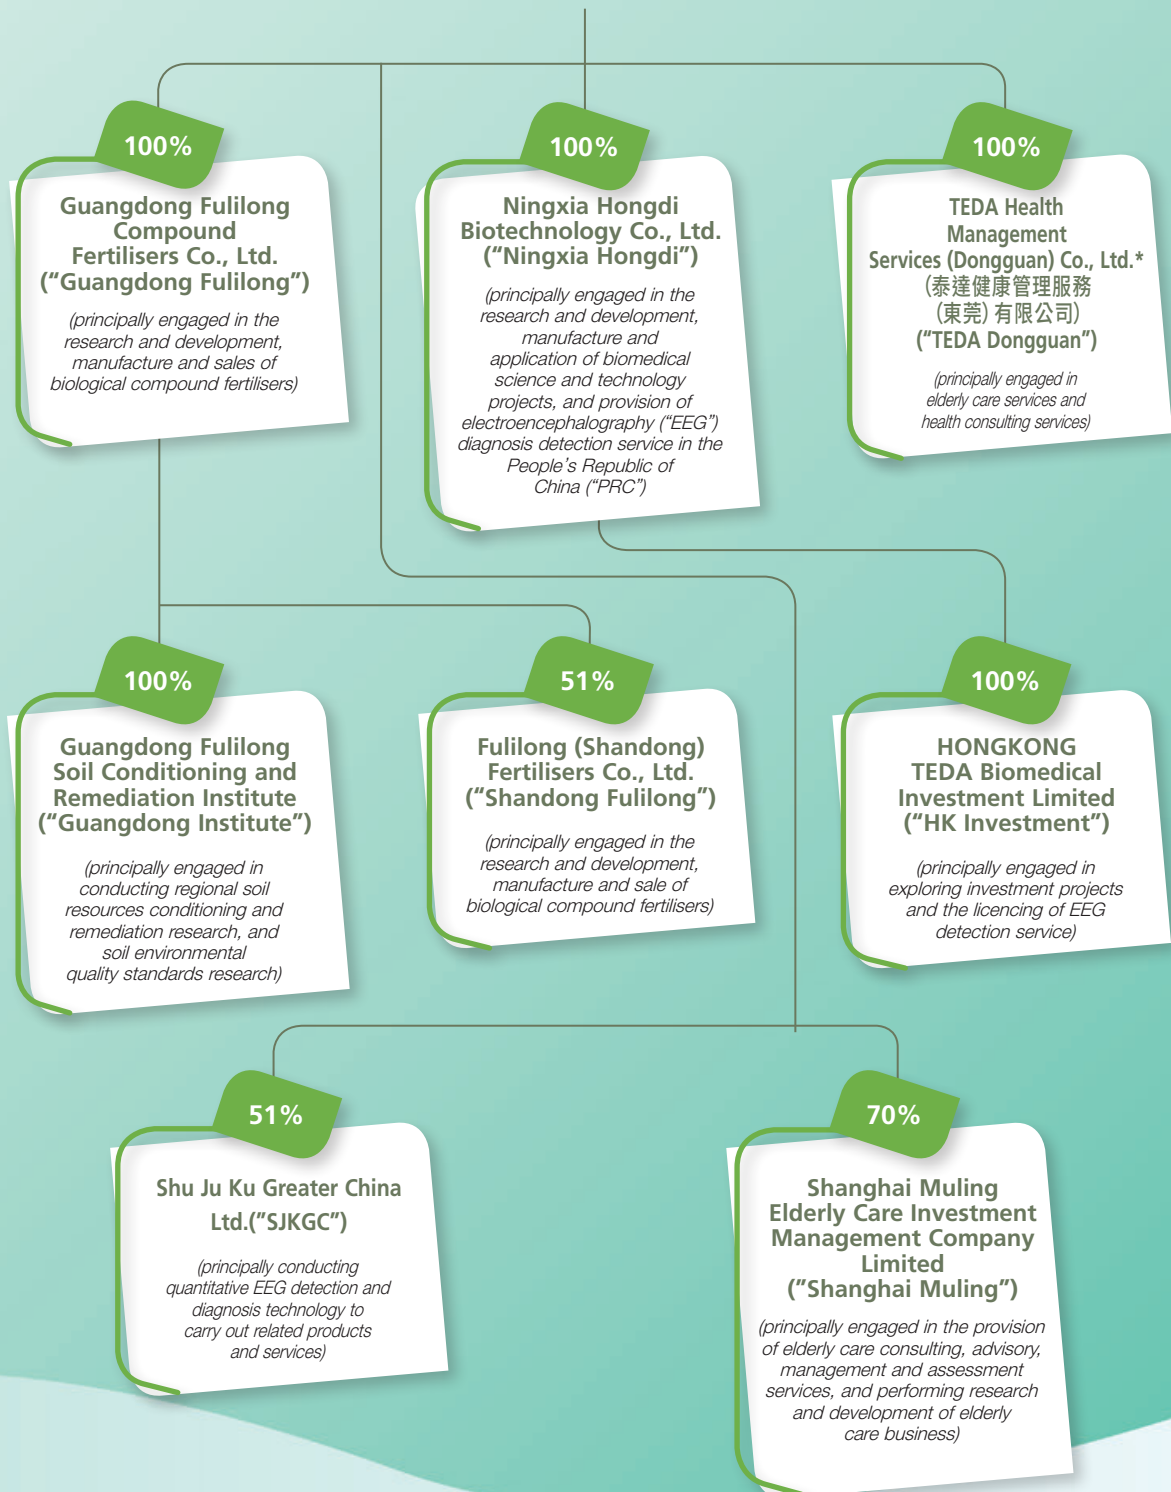 100%
Guangdong Fulilong
Compound
Fertilisers Co., Ltd.
("Guangdong Fulilong")
(principally engaged in the
research and development,
manufacture and sales of
biological compound fertilisers)
100%
Ningxia Hongdi
Biotechnology Co., Ltd.
("Ningxia Hongdi")
(principally engaged in the
research and development,
manufacture and
application of biomedical
science and technology
projects, and provision of
electroencephalography ("EEG")
diagnosis detection service in the
People's Republic of
China ("PRC")
100%
TEDA Health
Management
Services (Dongguan) Co., Ltd.*
(泰達健康管理服務
(東莞)有限公司)
("TEDA Dongguan")
(principally engaged in
elderly care services and
health consulting services)
100%
Guangdong Fulilong
Soil Conditioning and
Remediation Institute
("Guangdong Institute")
(principally engaged in
conducting regional soil
resources conditioning and
remediation research, and
soil environmental
quality standards research)
51%
Fulilong (Shandong)
Fertilisers Co., Ltd.
("Shandong Fulilong")
(principally engaged in the
research and development,
manufacture and sale of
biological compound fertilisers)
100%
HONGKONG
TEDA Biomedical
Investment Limited
("HK Investment")
(principally engaged in
exploring investment projects
and the licencing of EEG
detection service)
51%
Shu Ju Ku Greater China
Ltd.("SJKGC")
(principally conducting
quantitative EEG detection and
diagnosis technology to
carry out related products
and services)
70%
Shanghai Muling
Elderly Care Investment
Management Company
Limited
("Shanghai Muling")
(principally engaged in the provision
of elderly care consulting, advisory,
management and assessment
services, and performing research
and development of elderly
care business)